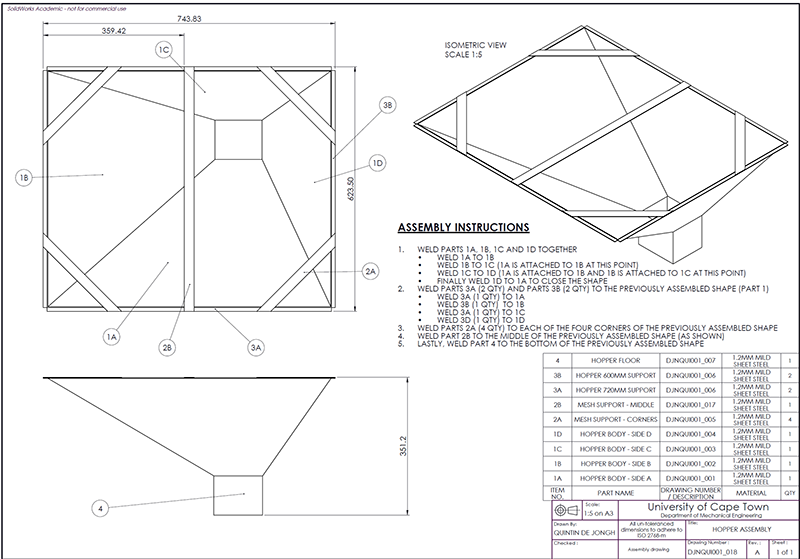 SolidWorks Academic - not for commercial use
743.83
359.42
1C
ISOMETRIC VIEW
SCALE 1:5
3B
1B
1D
623.50
2A
1A
2B
3A
ASSEMBLY INSTRUCTIONS
1. WELD PARTS 1A, 1B, 1C AND 1D TOGETHER
• WELD 1A TO 1B
• WELD 1B TO 1C (1A IS ATTACHED TO 1B AT THIS POINT)
• WELD 1C TO 1D (1A IS ATTACHED TO 1B AND 1B IS ATTACHED TO 1C AT THIS POINT)
• FINALLY WELD 1D TO 1A TO CLOSE THE SHAPE
2. WELD PARTS 3A (2 QTY) AND PARTS 3B (2 QTY) TO THE PREVIOUSLY ASSEMBLED SHAPE (PART 1)
• WELD 3A (1 QTY) TO 1A
• WELD 3B (1 QTY) TO 1B
• WELD 3A (1 QTY) TO 1C
• WELD 3D (1 QTY) TO 1D
3. WELD PARTS 2A (4 QTY) TO EACH OF THE FOUR CORNERS OF THE PREVIOUSLY ASSEMBLED SHAPE
4. WELD PART 2B TO THE MIDDLE OF THE PREVIOUSLY ASSEMBLED SHAPE (AS SHOWN)
5. LASTLY, WELD PART 4 TO THE BOTTOM OF THE PREVIOUSLY ASSEMBLED SHAPE
351.2
4
4 HOPPER FLOOR DJNQUI001_007 1.2MM MILD SHEET STEEL 1
3B HOPPER 600MM SUPPORT DJNQUI001_006 1.2MM MILD SHEET STEEL 2
3A HOPPER 720MM SUPPORT DJNQUI001_006 1.2MM MILD SHEET STEEL 2
2B MESH SUPPORT - MIDDLE DJNQUI001_017 1.2MM MILD SHEET STEEL 1
2A MESH SUPPORT - CORNERS DJNQUI001_005 1.2MM MILD SHEET STEEL 4
1D HOPPER BODY - SIDE D DJNQUI001_004 1.2MM MILD SHEET STEEL 1
1C HOPPER BODY - SIDE C DJNQUI001_003 1.2MM MILD SHEET STEEL 1
1B HOPPER BODY - SIDE B DJNQUI001_002 1.2MM MILD SHEET STEEL 1
1A HOPPER BODY - SIDE A DJNQUI001_001 1.2MM MILD SHEET STEEL 1
ITEM NO. PART NAME DRAWING NUMBER / DESCRIPTION MATERIAL QTY
Scale:
1:5 on A3
University of Cape Town
Department of Mechanical Engineering
Drawn By:
QUINTIN DE JONGH
All un-toleranced dimensions to adhere to ISO 2768-m
Title:
HOPPER ASSEMBLY
Checked:
Assembly drawing
Drawing Number:
DJNQUI001_018
Rev.:
A
Sheet:
1 of 1